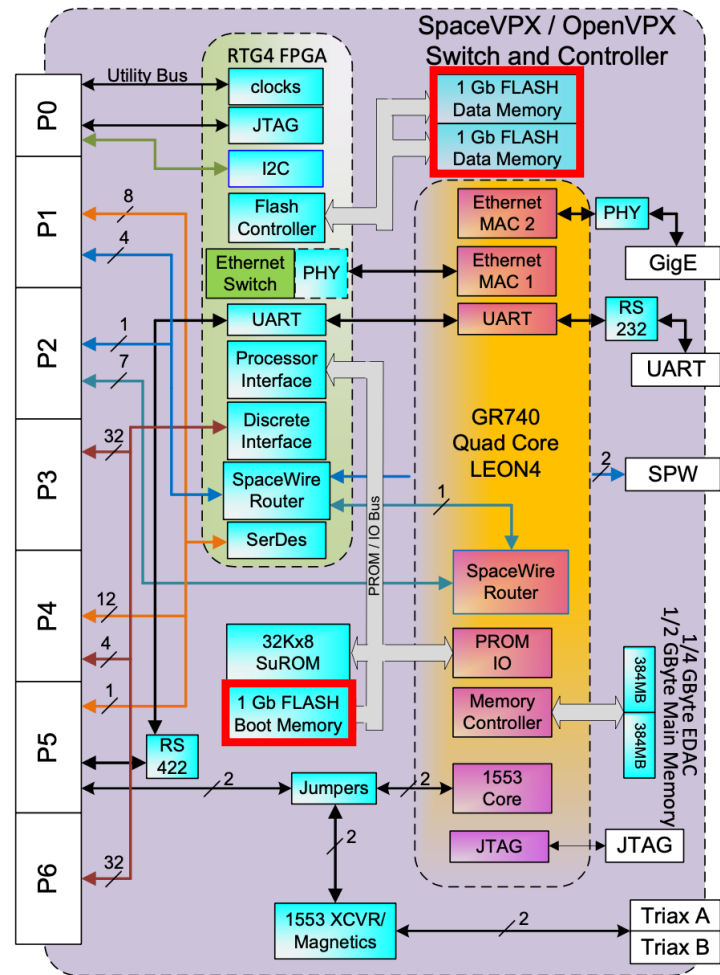 SpaceVPX / OpenVPX
Switch and Controller
RTG4 FPGA
Utility Bus
clocks
JTAG
I2C
Flash
Controller
Ethernet
Switch
PHY
UART
Processor
Interface
Discrete
Interface
SpaceWire
Router
SerDes
1 Gb FLASH
Data Memory
1 Gb FLASH
Data Memory
Ethernet
MAC 2
PHY
GigE
Ethernet
MAC 1
UART
RS
232
UART
GR740
Quad Core
LEON4
2
SPW
1
SpaceWire
Router
PROM / IO Bus
32Kx8
SuROM
PROM
IO
1 Gb FLASH
Boot Memory
Memory
Controller
384MB
384MB
1/4 GByte EDAC
1/2 GByte Main Memory
RS
422
2
Jumpers
2
1553
Core
2
JTAG
JTAG
1553 XCVR/
Magnetics
2
Triax A
Triax B
P0
P1
8
4
P2
1
7
P3
32
P4
12
4
P5
1
P6
32